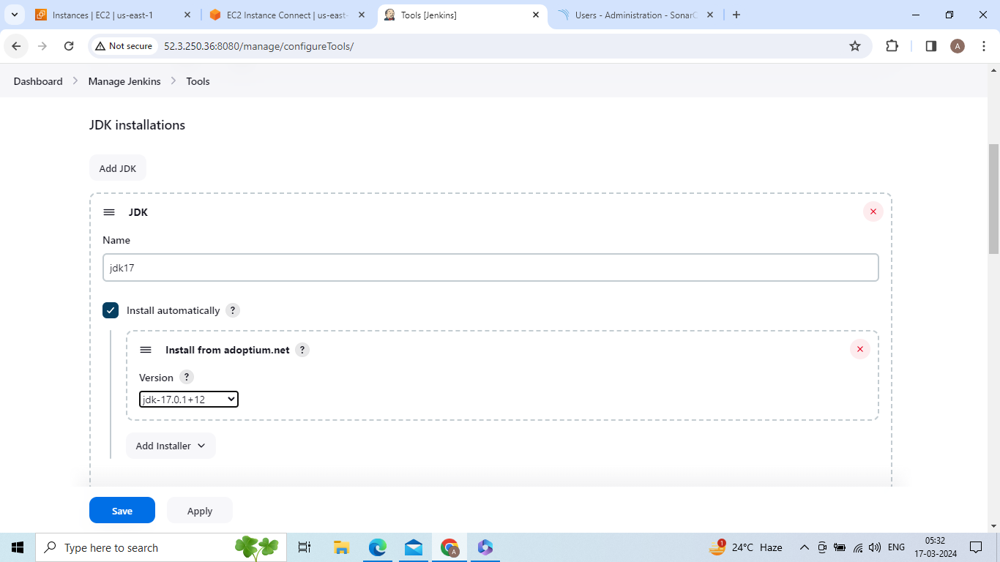 Instances | EC2 | us-east-1
EC2 Instance Connect | us-east-
Tools [Jenkins]
Users - Administration - SonarC
Not secure
52.3.250.36:8080/manage/configureTools/
A
Dashboard
Manage Jenkins
Tools
JDK installations
Add JDK
JDK
Name
jdk17
Install automatically ?
Install from adoptium.net ?
Version ?
jdk-17.0.1+12
Add Installer
Save
Apply
Type here to search
A
1
24°C Haze
ENG
05:32
17-03-2024